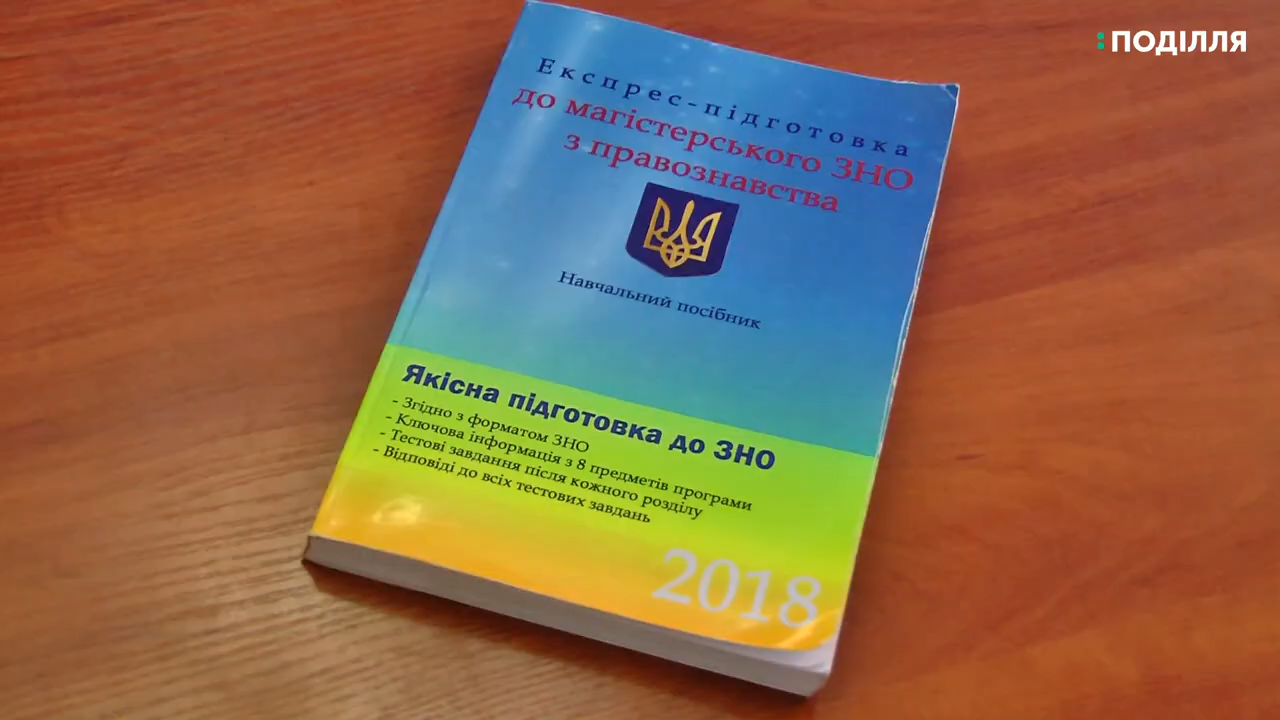 :ПОДІЛЛЯ
Експрес-підготовка
до магістерського ЗНО
з правознавства
Навчальний посібник
Якісна підготовка до ЗНО
- Згідно з форматом ЗНО
- Ключова інформація з 8 предметів програми
- Тестові завдання після кожного розділу
- Відповіді до всіх тестових завдань
2018